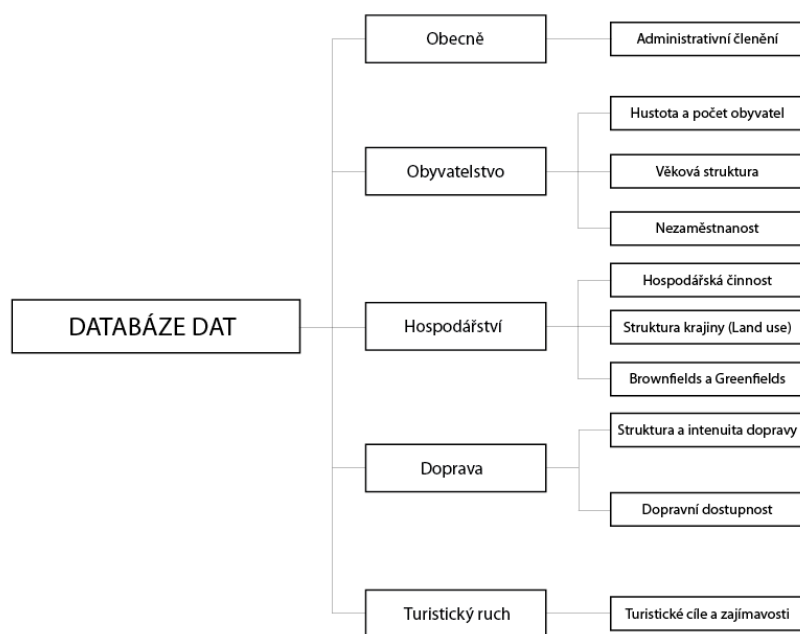 Obecně
Administrativní členění
Hustota a počet obyvatel
Obyvatelstvo
Věková struktura
Nezaměstnanost
DATABÁZE DAT
Hospodářská činnost
Hospodářství
Struktura krajiny (Land use)
Brownfields a Greenfields
Struktura a intenuita dopravy
Doprava
Dopravní dostupnost
Turistický ruch
Turistické cíle a zajímavosti